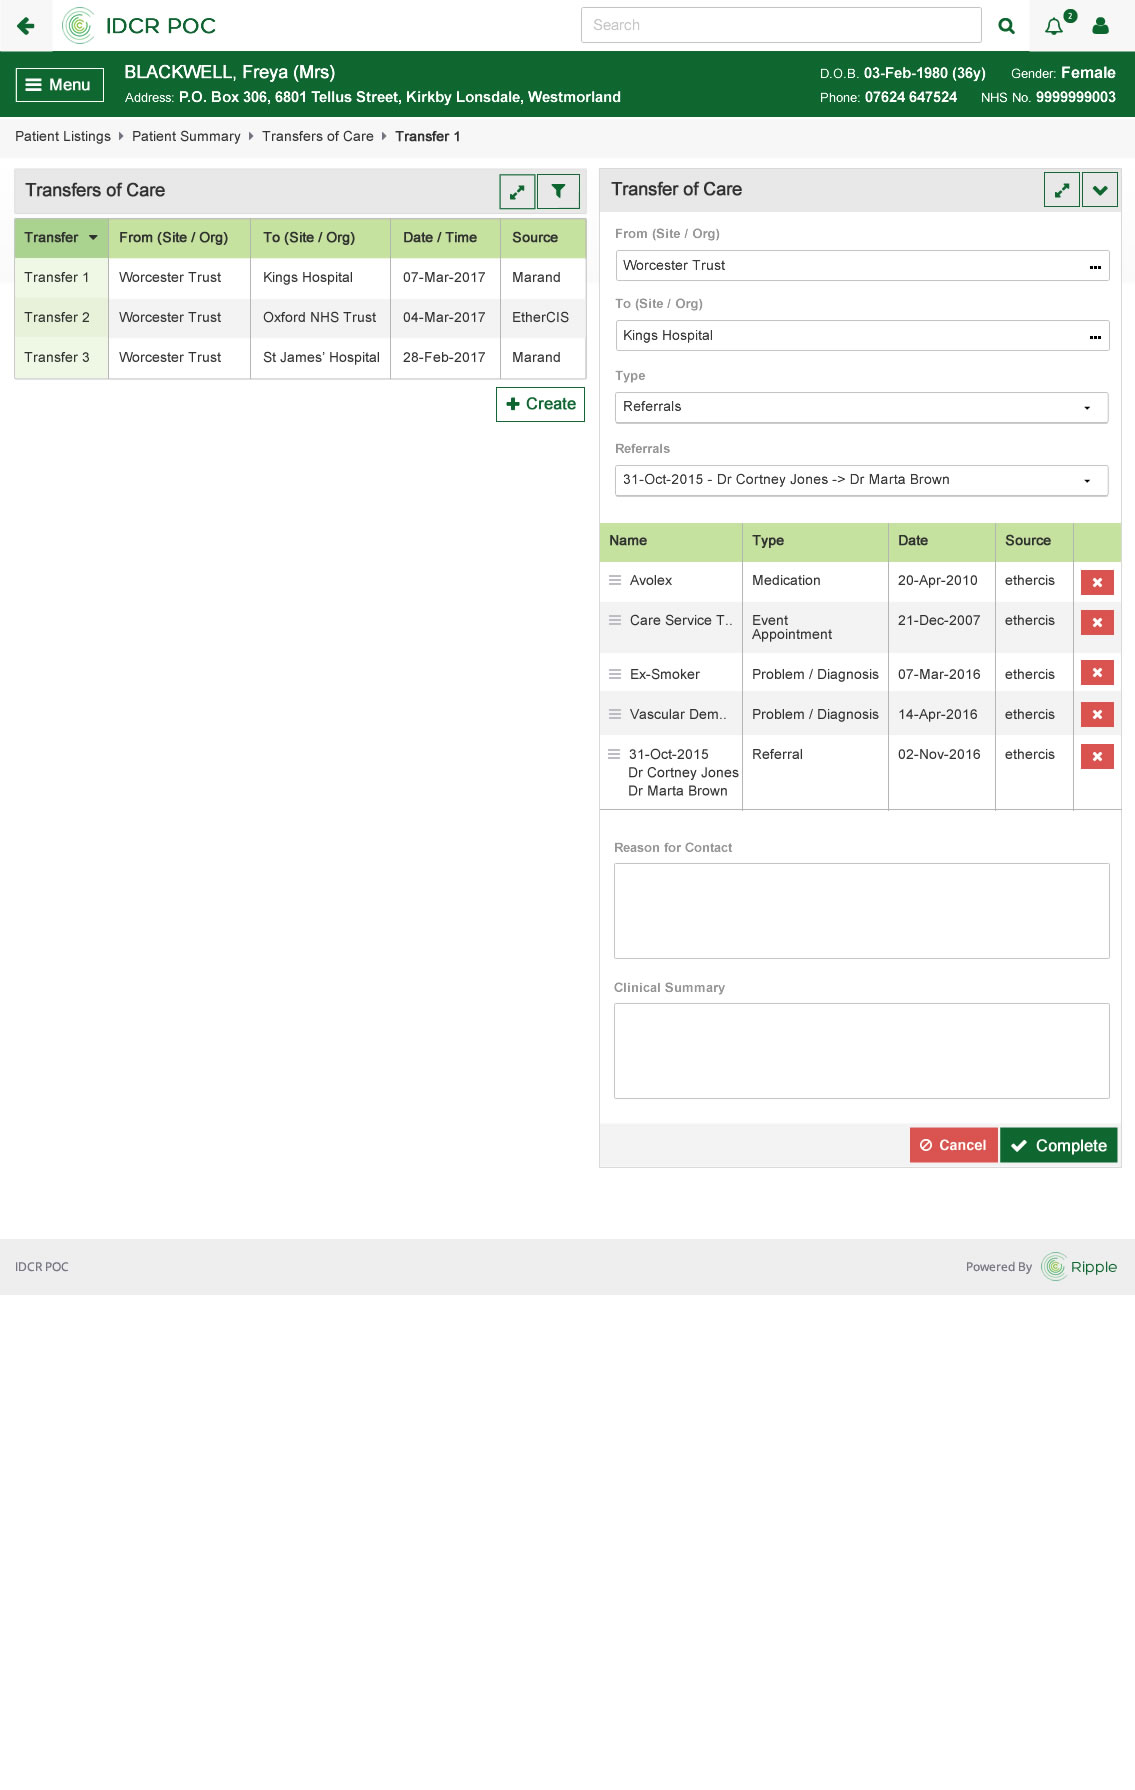 IDCR POC
Search
2
Menu
BLACKWELL, Freya (Mrs)
Address: P.O. Box 306, 6801 Tellus Street, Kirkby Lonsdale, Westmorland
D.O.B. 03-Feb-1980 (36y) Gender: Female
Phone: 07624 647524 NHS No. 9999999003
Patient Listings Patient Summary Transfers of Care Transfer 1
Transfers of Care
Transfer From (Site / Org) To (Site / Org) Date / Time Source
Transfer 1 Worcester Trust Kings Hospital 07-Mar-2017 Marand
Transfer 2 Worcester Trust Oxford NHS Trust 04-Mar-2017 EtherCIS
Transfer 3 Worcester Trust St James’ Hospital 28-Feb-2017 Marand
Create
Transfer of Care
From (Site / Org)
Worcester Trust
To (Site / Org)
Kings Hospital
Type
Referrals
Referrals
31-Oct-2015 - Dr Cortney Jones -> Dr Marta Brown
Name Type Date Source
Avolex Medication 20-Apr-2010 ethercis
Care Service T.. Event 21-Dec-2007 ethercis
Appointment
Ex-Smoker Problem / Diagnosis 07-Mar-2016 ethercis
Vascular Dem.. Problem / Diagnosis 14-Apr-2016 ethercis
31-Oct-2015 Referral 02-Nov-2016 ethercis
Dr Cortney Jones
Dr Marta Brown
Reason for Contact
Clinical Summary
Cancel Complete
IDCR POC
Powered By Ripple